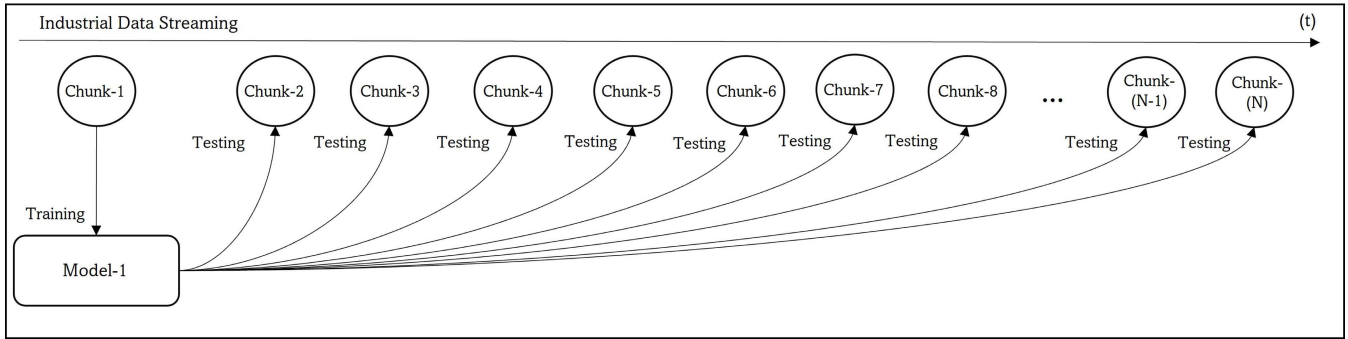 Industrial Data Streaming
(t)
Chunk-1
Chunk-2
Chunk-3
Chunk-4
Chunk-5
Chunk-6
Chunk-7
Chunk-8
...
Chunk-
(N-1)
Chunk-
(N)
Testing
Testing
Testing
Testing
Testing
Testing
Testing
Testing
Testing
Training
Model-1